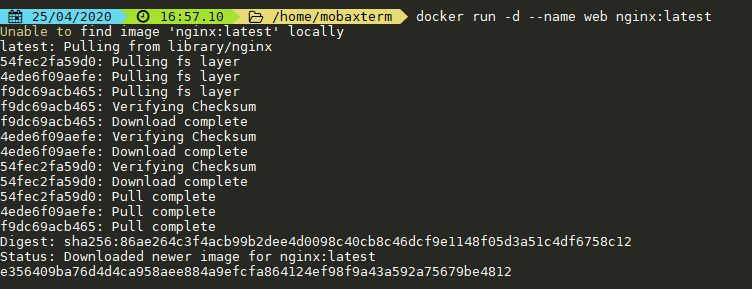 25/04/2020 16:57.10 /home/mobaxterm docker run -d --name web nginx:latest
Unable to find image 'nginx:latest' locally
latest: Pulling from library/nginx
54fec2fa59d0: Pulling fs layer
4ede6f09aefe: Pulling fs layer
f9dc69acb465: Pulling fs layer
f9dc69acb465: Verifying Checksum
f9dc69acb465: Download complete
4ede6f09aefe: Verifying Checksum
4ede6f09aefe: Download complete
54fec2fa59d0: Verifying Checksum
54fec2fa59d0: Download complete
54fec2fa59d0: Pull complete
4ede6f09aefe: Pull complete
f9dc69acb465: Pull complete
Digest: sha256:86ae264c3f4acb99b2dee4d0098c40cb8c46dcf9e1148f05d3a51c4df6758c12
Status: Downloaded newer image for nginx:latest
e356409ba76d4d4ca958aee884a9efcfa864124ef98f9a43a592a75679be4812